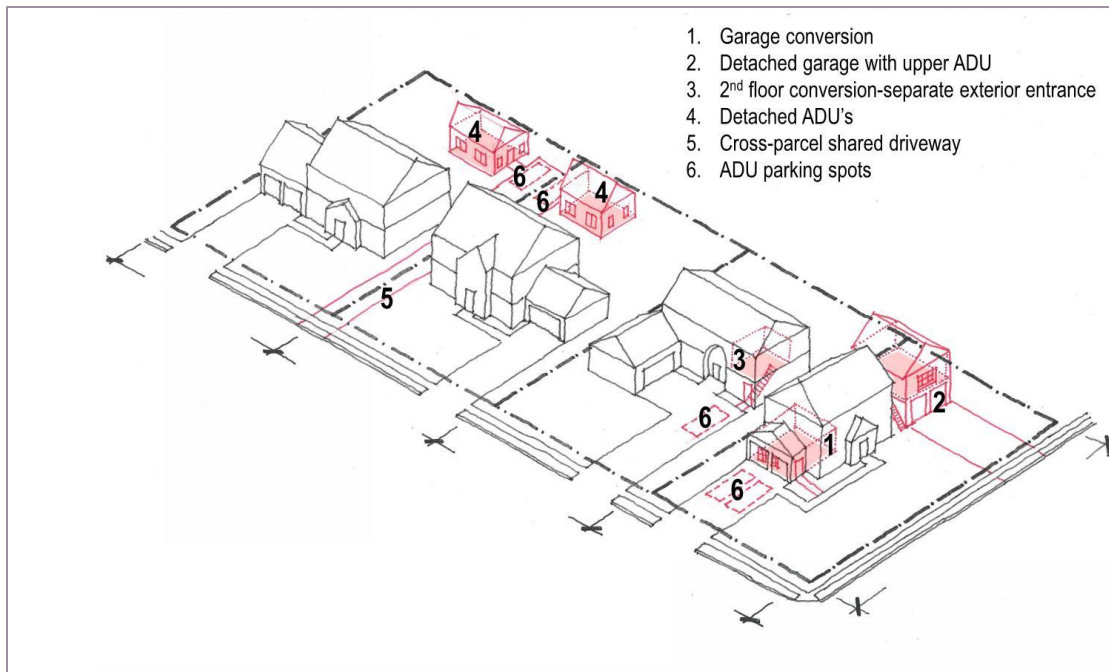 1. Garage conversion
2. Detached garage with upper ADU
3. 2nd floor conversion-separate exterior entrance
4. Detached ADU's
5. Cross-parcel shared driveway
6. ADU parking spots
4
6
6
4
5
3
2
6
1
6